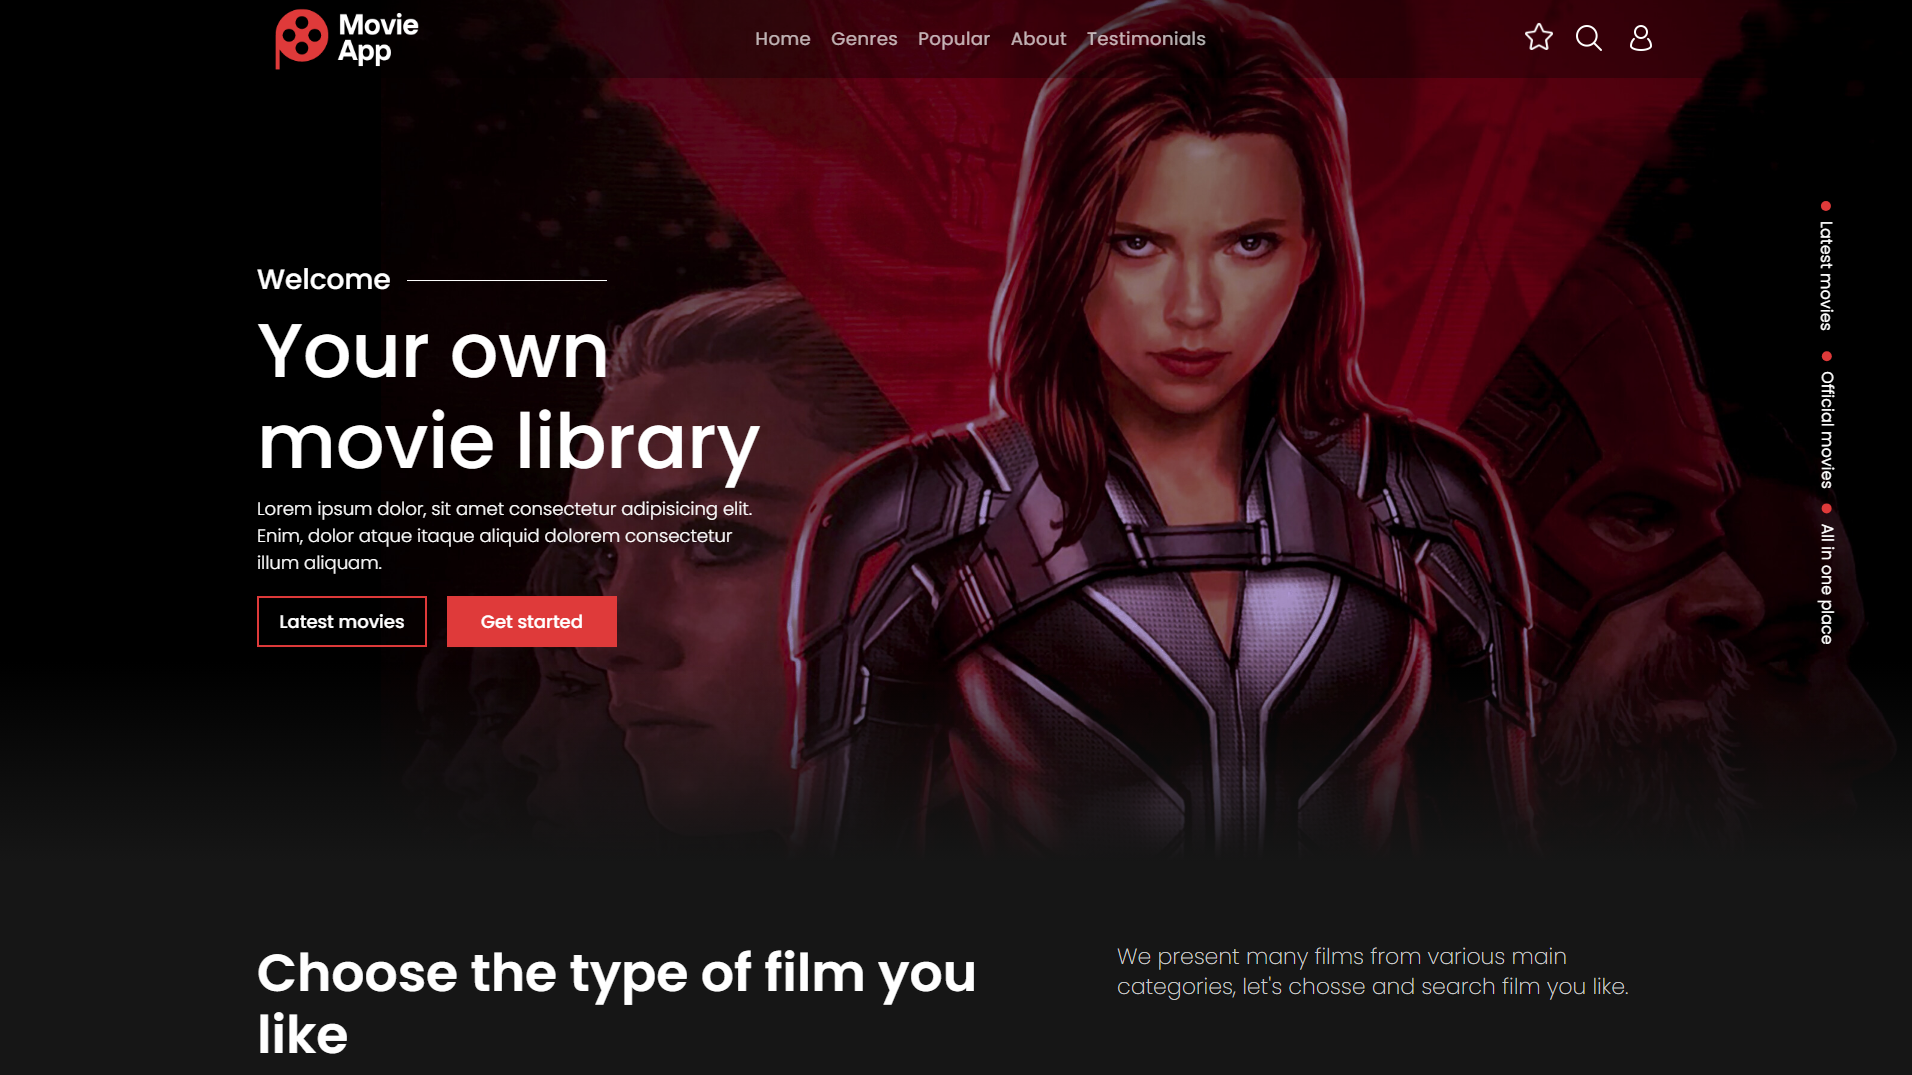 Movie
App
Home Genres Popular About Testimonials
Welcome
Your own
movie library
Lorem ipsum dolor, sit amet consectetur adipisicing elit.
Enim, dolor atque itaque aliquid dolorem consectetur
illum aliquam.
Latest movies Get started
Latest movies
Official movies
All in one place
Choose the type of film you
like
We present many films from various main
categories, let's chosse and search film you like.